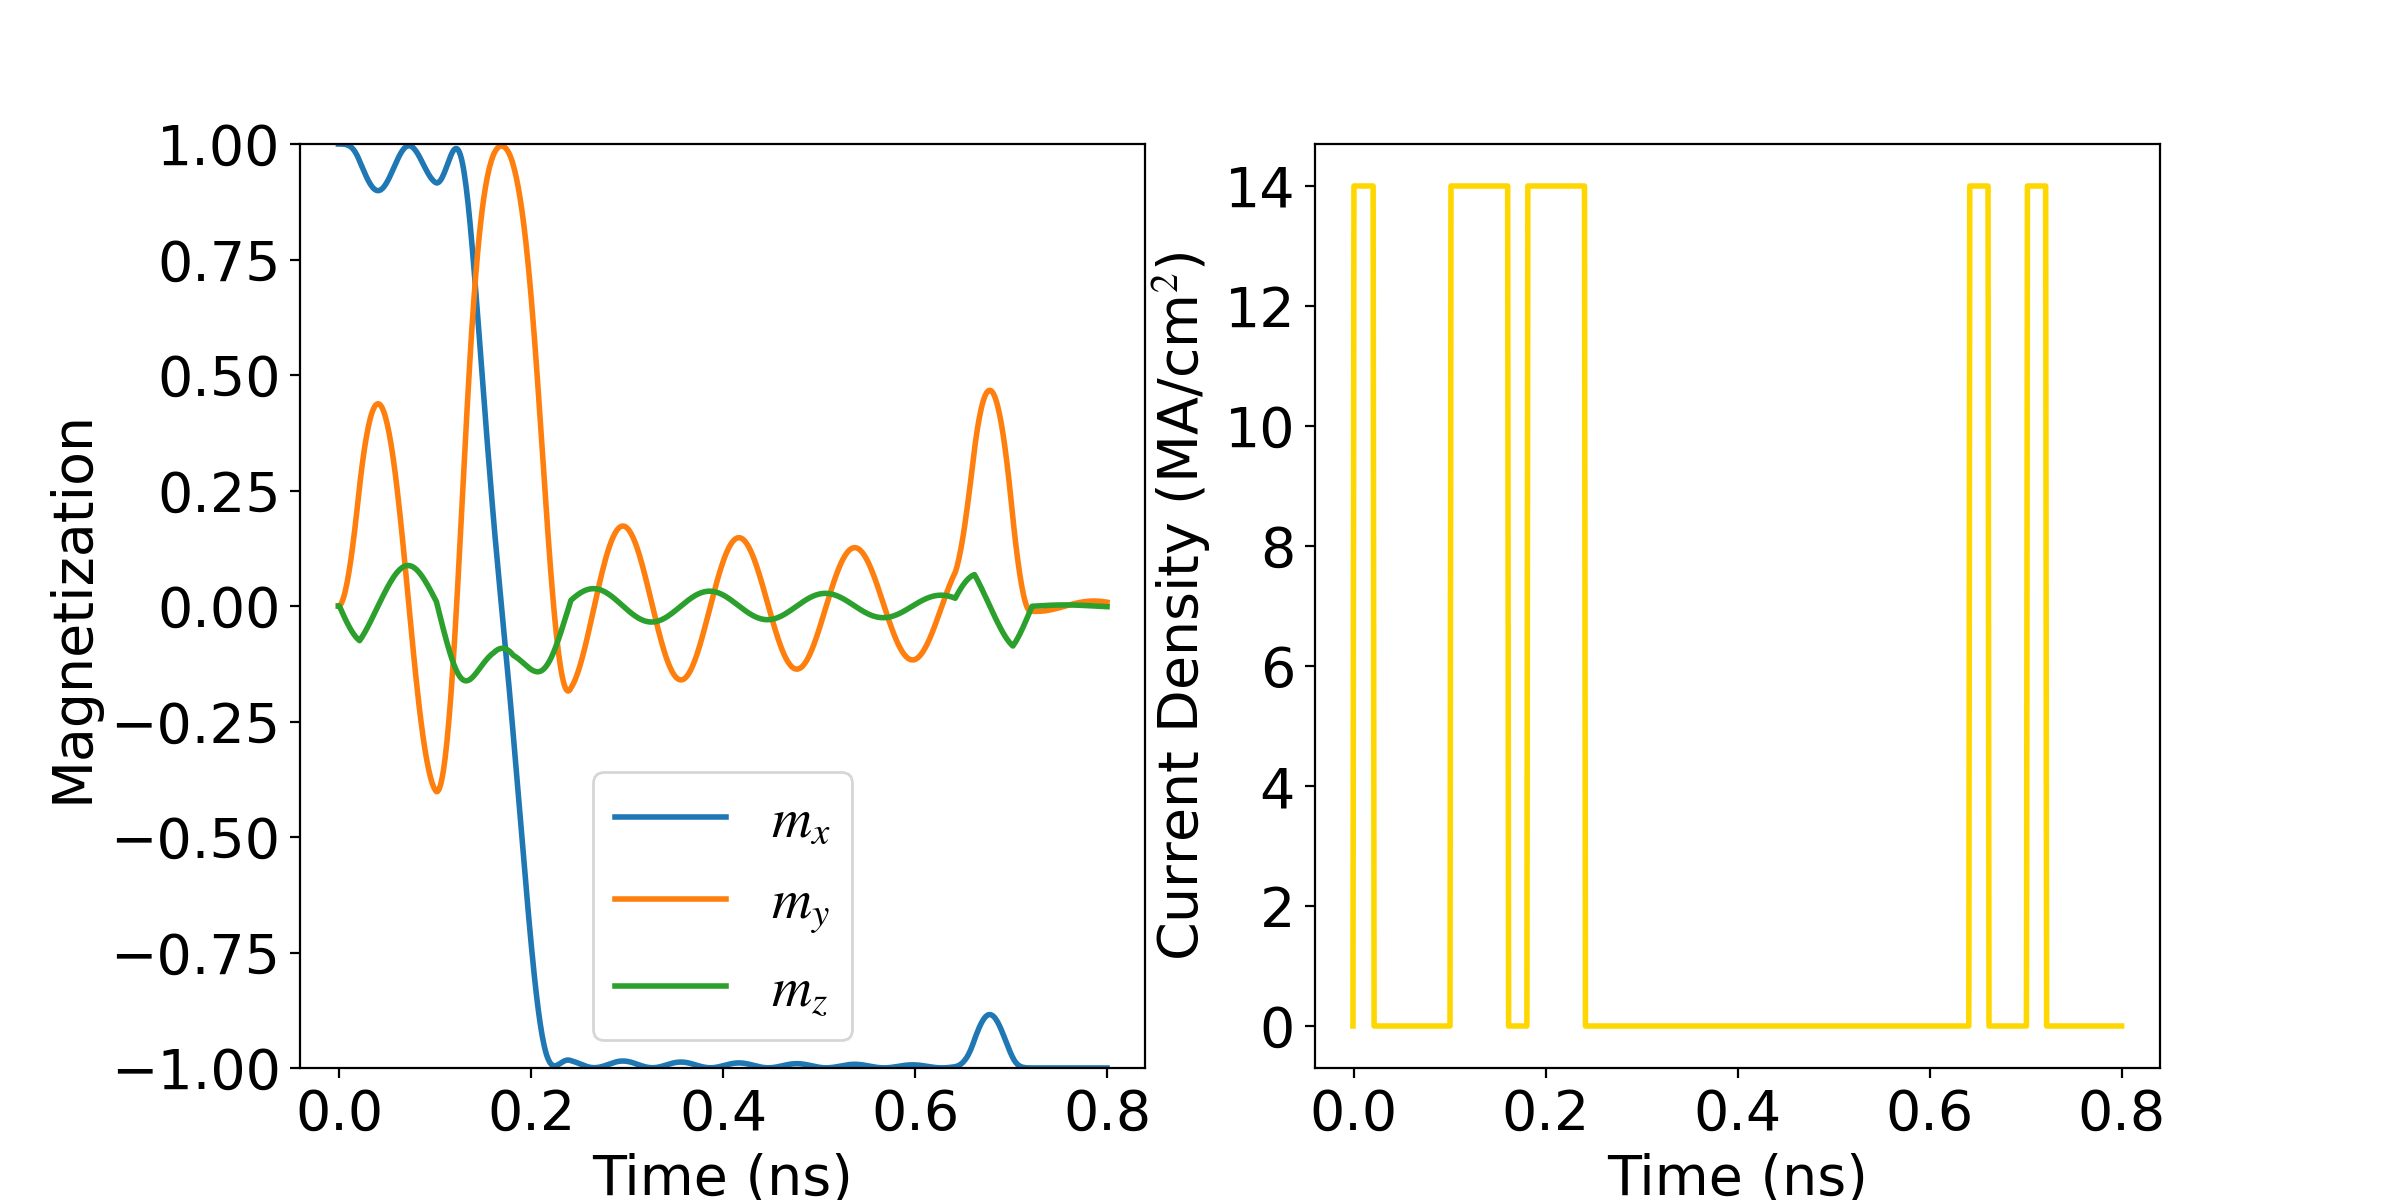 Magnetization
1.00
0.75
0.50
0.25
0.00
−0.25
−0.50
−0.75
−1.00
m_x
m_y
m_z
0.0 0.2 0.4 0.6 0.8
Time (ns)
Current Density (MA/cm²)
14
12
10
8
6
4
2
0
0.0 0.2 0.4 0.6 0.8
Time (ns)